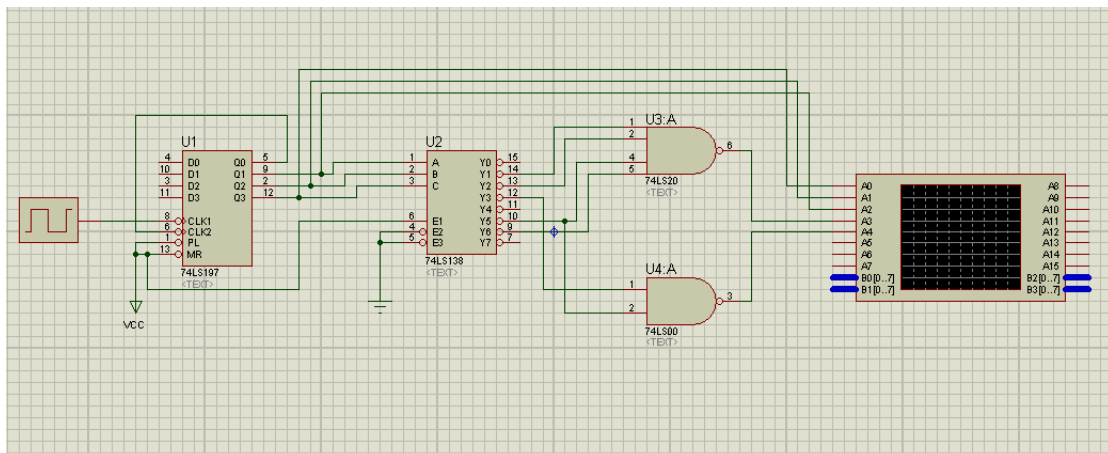 U1
4 D0 Q0 5
10 D1 Q1 9
3 D2 Q2 2
11 D3 Q3 12
8 CLK1
6 CLK2
1 PL
13 MR
74LS197
<TEXT>
VCC
U2
1 A Y0 15
2 B Y1 14
3 C Y2 13
Y3 12
Y4 11
6 E1 Y5 10
4 E2 Y6 9
5 E3 Y7 7
74LS138
<TEXT>
U3:A
1
2
4
5
6
74LS20
<TEXT>
U4:A
1
2
3
74LS00
<TEXT>
A0 A8
A1 A9
A2 A10
A3 A11
A4 A12
A5 A13
A6 A14
A7 A15
B0[0..7] B2[0..7]
B1[0..7] B3[0..7]